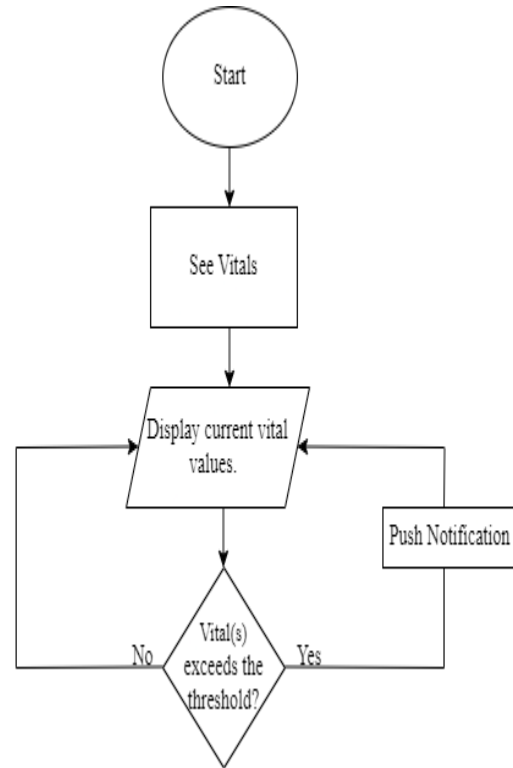 Start
See Vitals
Display current vital
values.
Push Notification
Vital(s)
exceeds the
threshold?
No
Yes